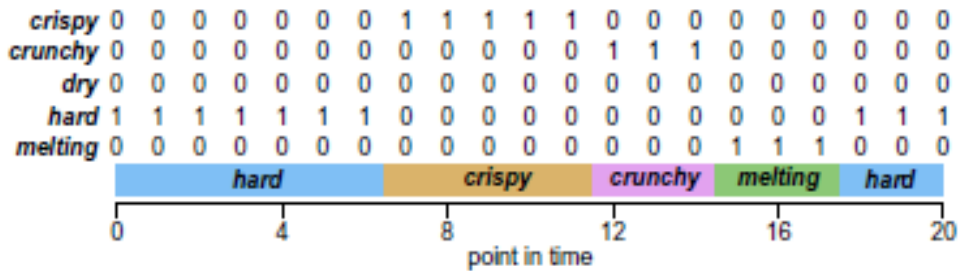 crispy 0 0 0 0 0 0 0 1 1 1 1 1 0 0 0 0 0 0 0 0 0
crunchy 0 0 0 0 0 0 0 0 0 0 0 0 1 1 1 0 0 0 0 0 0
dry 0 0 0 0 0 0 0 0 0 0 0 0 0 0 0 0 0 0 0 0 0
hard 1 1 1 1 1 1 1 0 0 0 0 0 0 0 0 0 0 0 1 1 1
melting 0 0 0 0 0 0 0 0 0 0 0 0 0 0 0 1 1 1 0 0 0
hard crispy crunchy melting hard
0 4 8 12 16 20
point in time